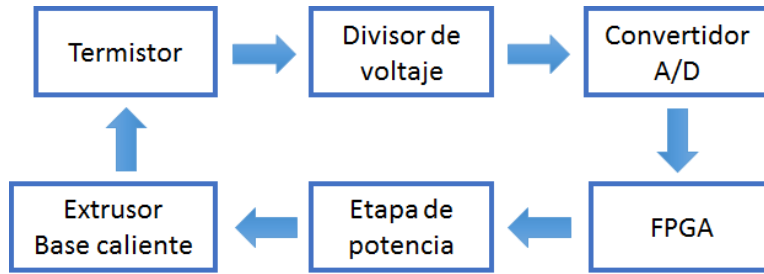 Termistor
Divisor de
voltaje
Convertidor
A/D
Extrusor
Base caliente
Etapa de
potencia
FPGA